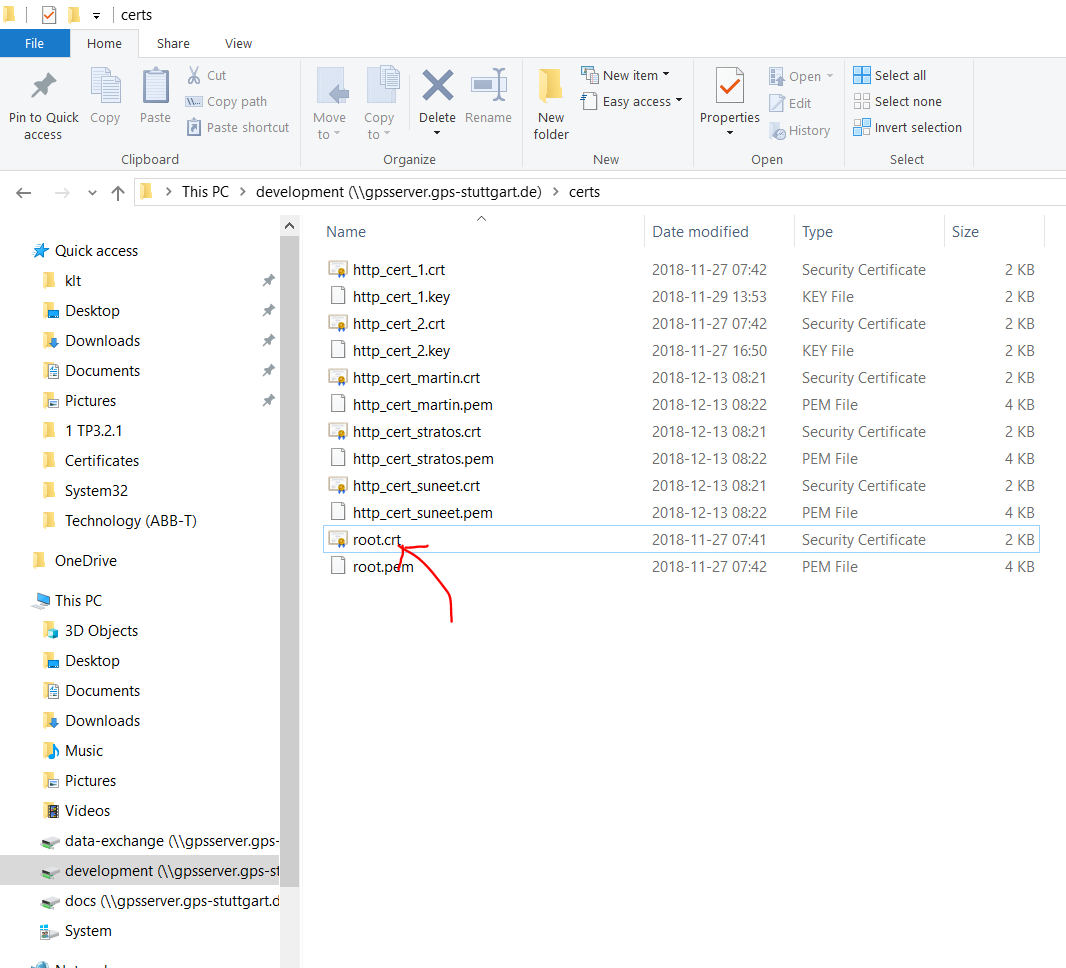 certs
File Home Share View
Pin to Quick access
Copy
Paste
Cut
Copy path
Paste shortcut
Clipboard
Move to
Copy to
Delete
Rename
Organize
New folder
New item
Easy access
New
Properties
Open
Edit
History
Open
Select all
Select none
Invert selection
Select
This PC > development (\\gpsserver.gps-stuttgart.de) > certs
Quick access
klt
Desktop
Downloads
Documents
Pictures
1 TP3.2.1
Certificates
System32
Technology (ABB-T)
OneDrive
This PC
3D Objects
Desktop
Documents
Downloads
Music
Pictures
Videos
data-exchange (\\gpsserver.gps-
development (\\gpsserver.gps-st
docs (\\gpsserver.gps-stuttgart.d
System
Name Date modified Type Size
http_cert_1.crt 2018-11-27 07:42 Security Certificate 2 KB
http_cert_1.key 2018-11-29 13:53 KEY File 2 KB
http_cert_2.crt 2018-11-27 07:42 Security Certificate 2 KB
http_cert_2.key 2018-11-27 16:50 KEY File 2 KB
http_cert_martin.crt 2018-12-13 08:21 Security Certificate 2 KB
http_cert_martin.pem 2018-12-13 08:22 PEM File 4 KB
http_cert_stratos.crt 2018-12-13 08:21 Security Certificate 2 KB
http_cert_stratos.pem 2018-12-13 08:22 PEM File 4 KB
http_cert_suneet.crt 2018-12-13 08:21 Security Certificate 2 KB
http_cert_suneet.pem 2018-12-13 08:22 PEM File 4 KB
root.crt 2018-11-27 07:41 Security Certificate 2 KB
root.pem 2018-11-27 07:42 PEM File 4 KB